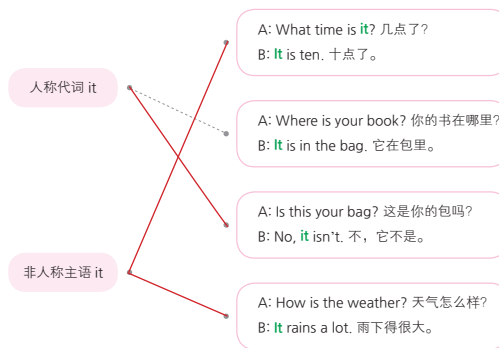 A: What time is it? 几点了?
B: It is ten. 十点了。
人称代词 it
A: Where is your book? 你的书在哪里?
B: It is in the bag. 它在包里。
A: Is this your bag? 这是你的包吗?
B: No, it isn't. 不，它不是。
非人称主语 it
A: How is the weather? 天气怎么样?
B: It rains a lot. 雨下得很大。